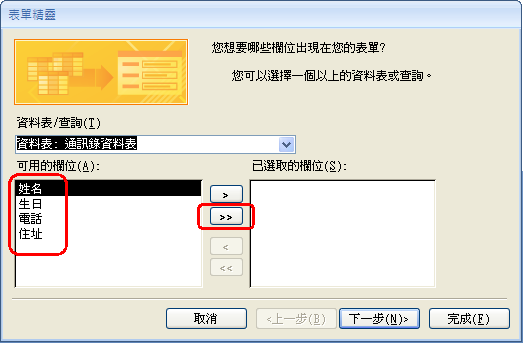 表單精靈
您想要哪些欄位出現在您的表單?
您可以選擇一個以上的資料表或查詢。
資料表/查詢(T)
資料表: 通訊錄資料表
可用的欄位(A):
已選取的欄位(S):
姓名
生日
電話
住址
>
>>
<
<<
取消
<上一步(B)
下一步(N)>
完成(F)